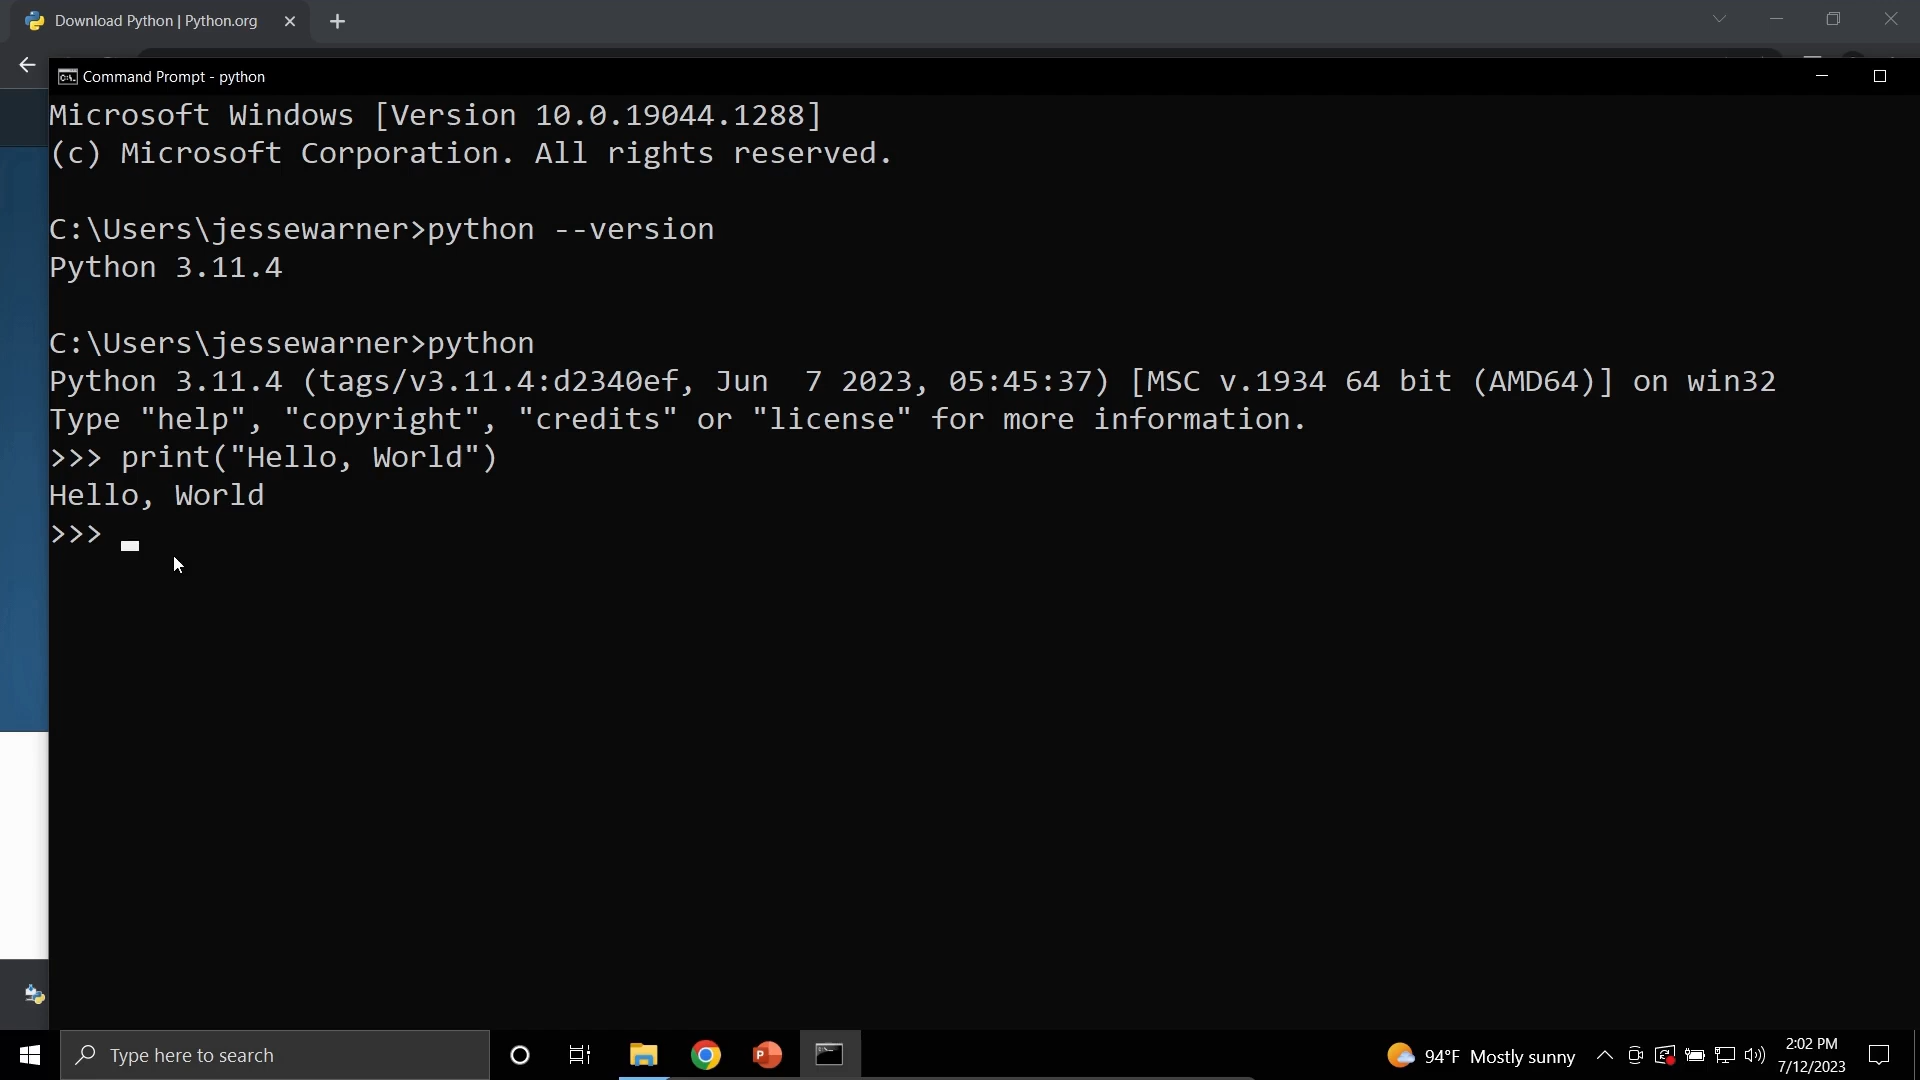 Download Python | Python.org
Command Prompt - python
Microsoft Windows [Version 10.0.19044.1288]
(c) Microsoft Corporation. All rights reserved.
C:\Users\jessewarner>python --version
Python 3.11.4
C:\Users\jessewarner>python
Python 3.11.4 (tags/v3.11.4:d2340ef, Jun  7 2023, 05:45:37) [MSC v.1934 64 bit (AMD64)] on win32
Type "help", "copyright", "credits" or "license" for more information.
>>> print("Hello, World")
Hello, World
>>>
Type here to search
94°F Mostly sunny
2:02 PM
7/12/2023